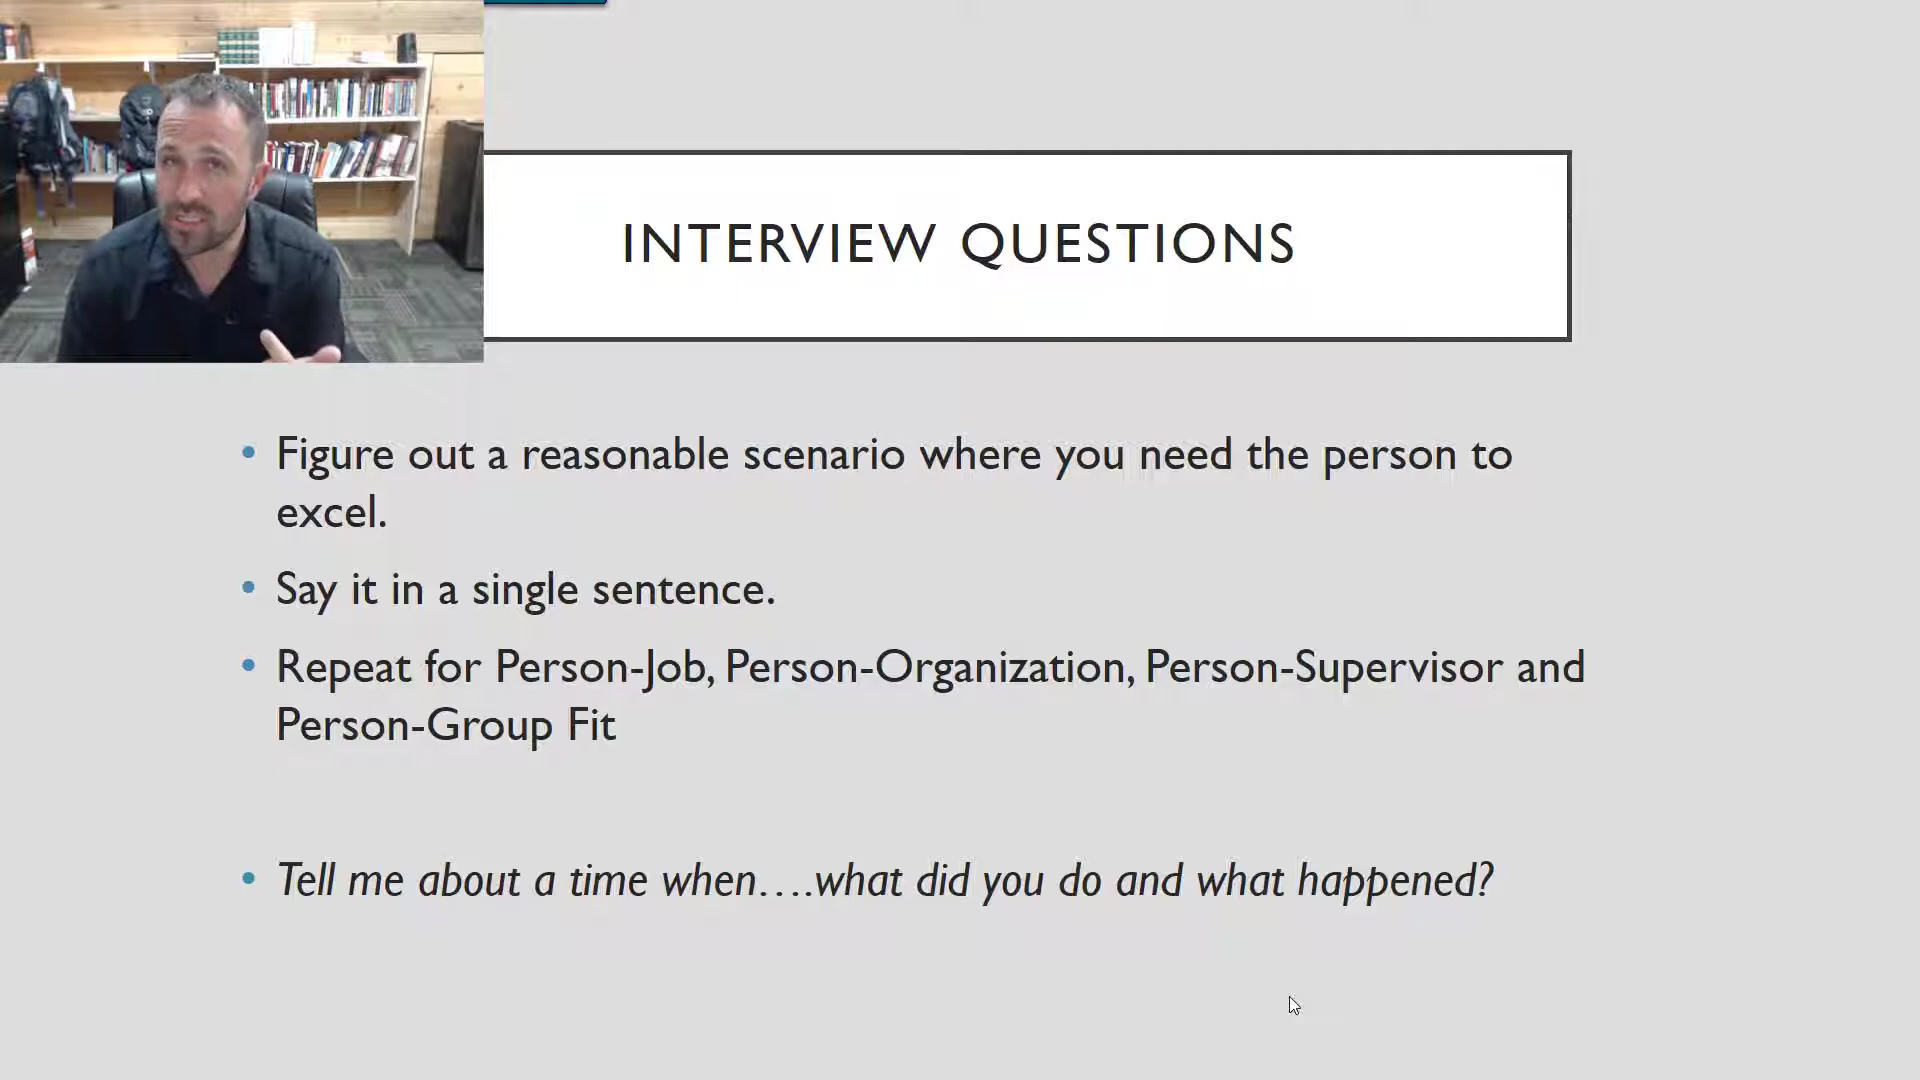 INTERVIEW QUESTIONS
• Figure out a reasonable scenario where you need the person to
excel.
• Say it in a single sentence.
• Repeat for Person-Job, Person-Organization, Person-Supervisor and
Person-Group Fit
• Tell me about a time when….what did you do and what happened?